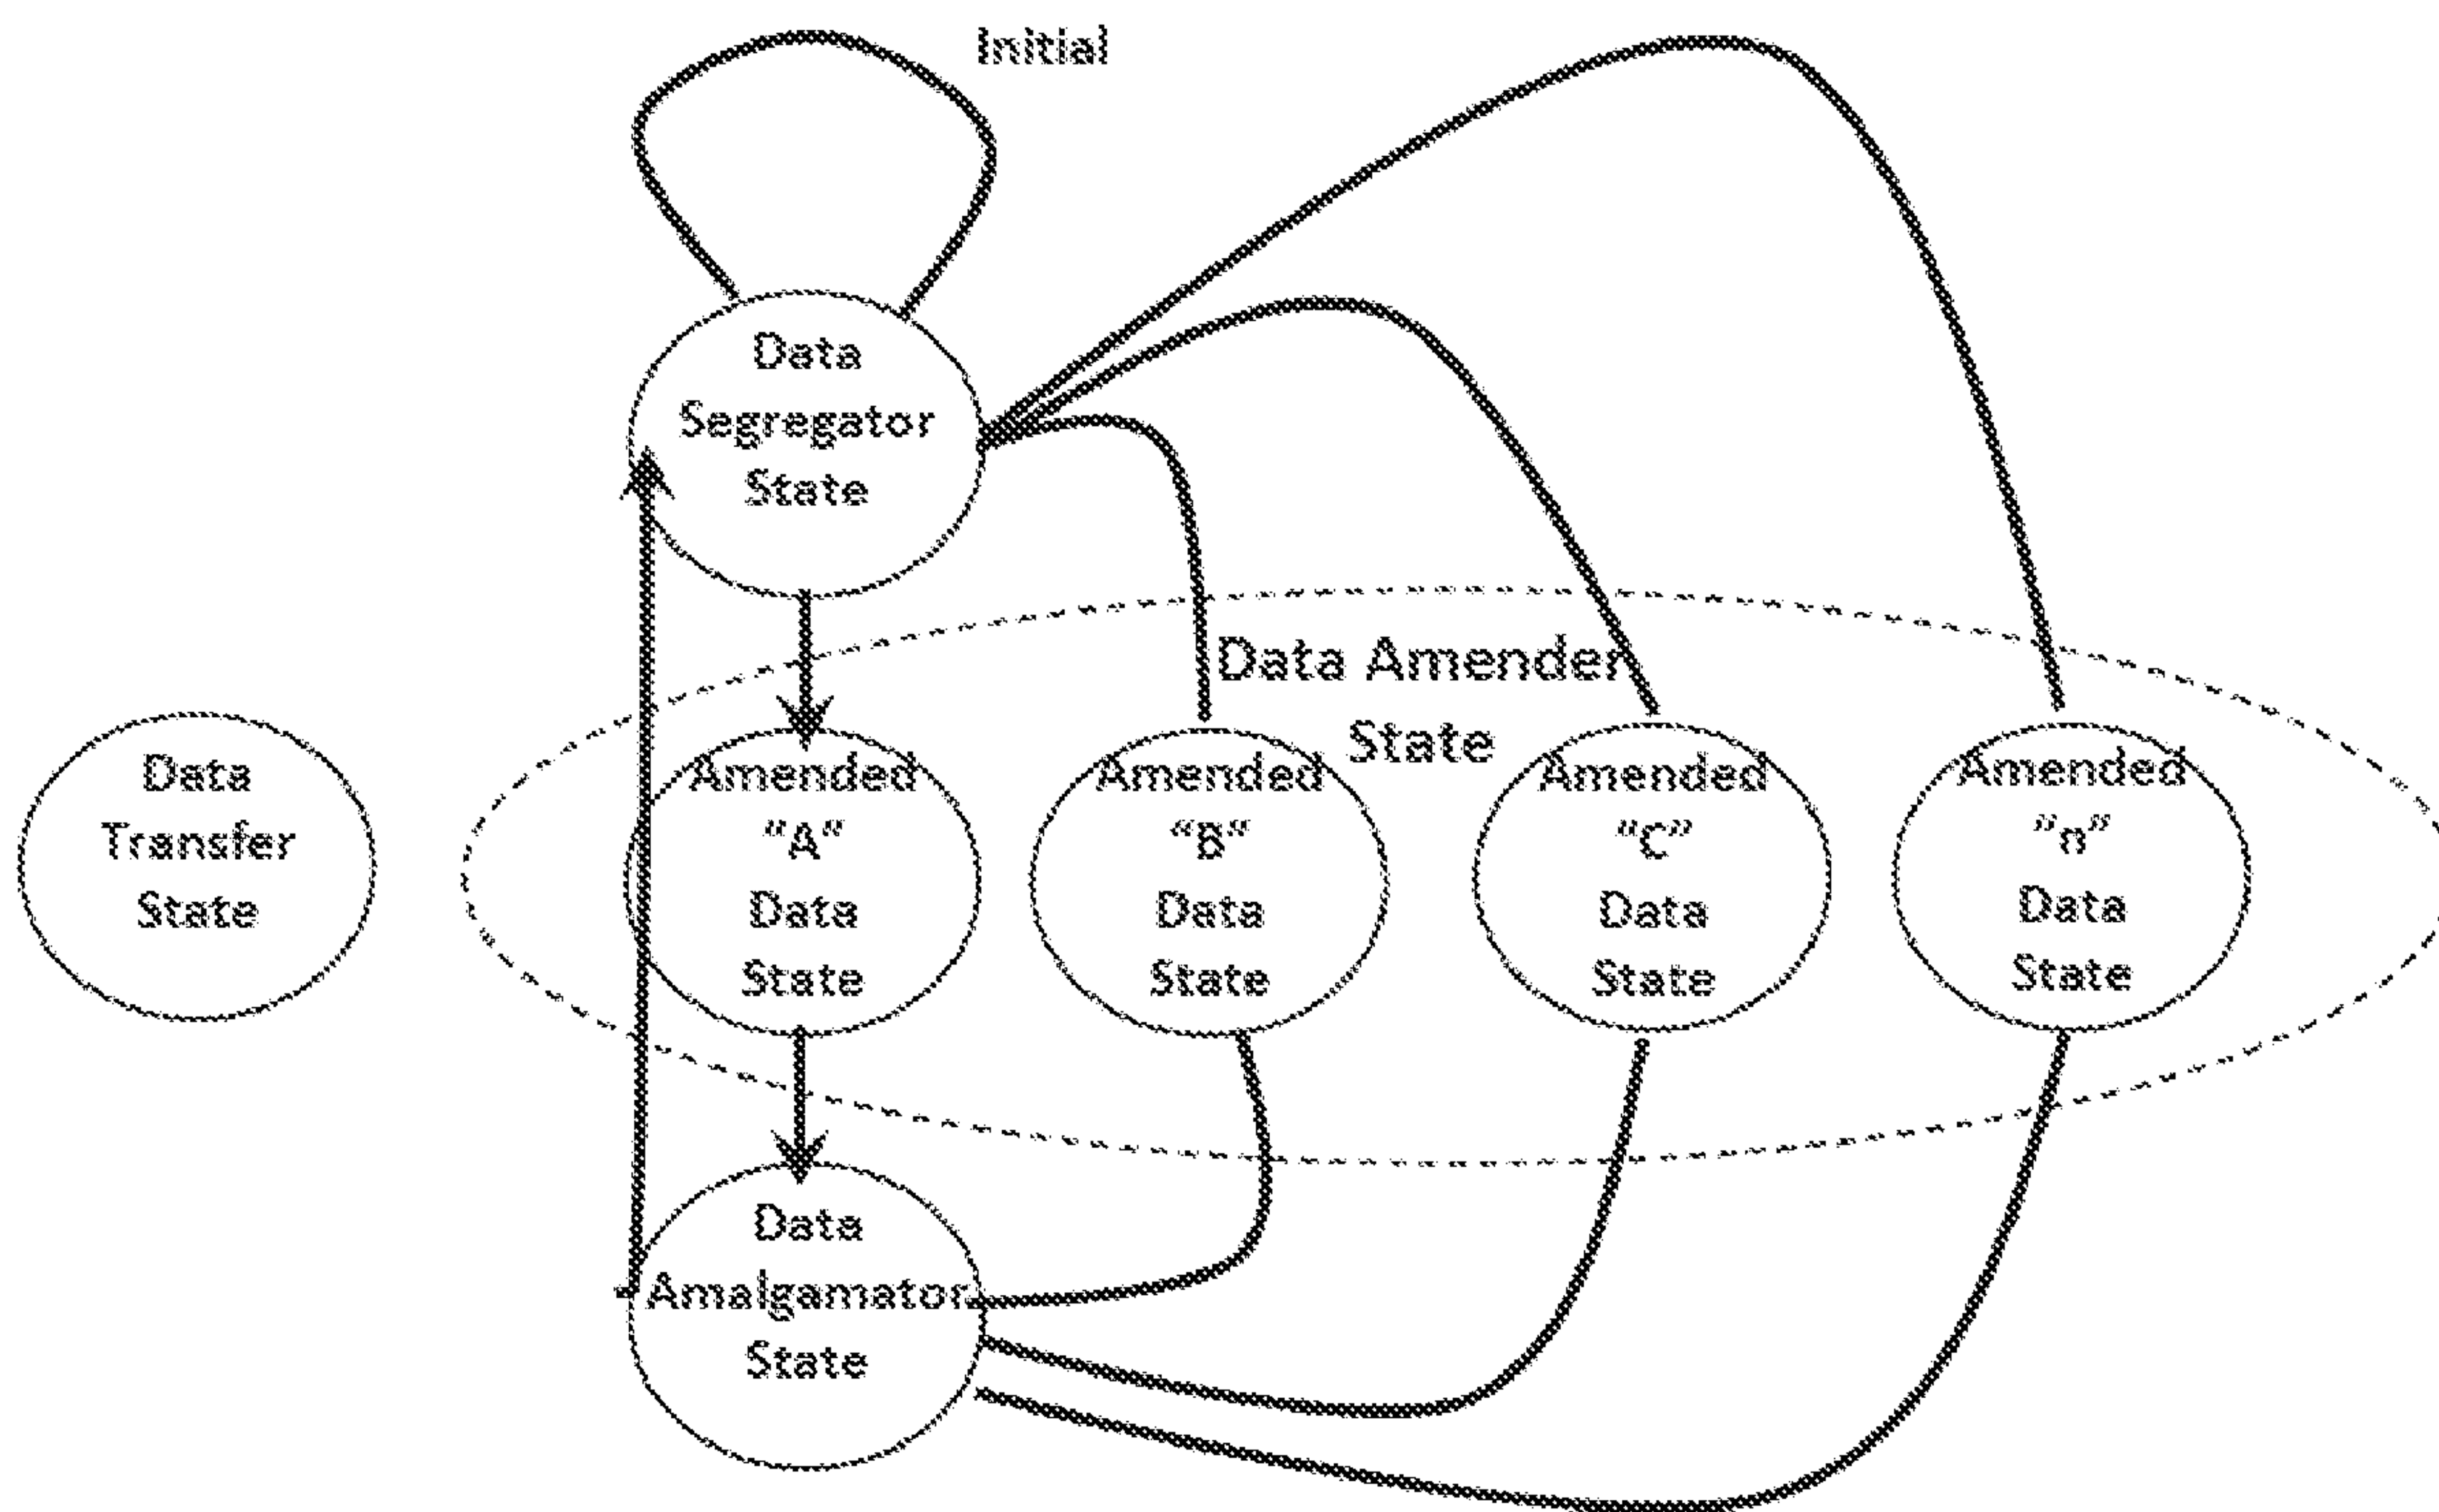 Initial
Data
Segregator
State
Data Amender
State
Data
Transfer
State
Amended
"A"
Data
State
Amended
"B"
Data
State
Amended
"C"
Data
State
Amended
"n"
Data
State
Data
Amalgamator
State